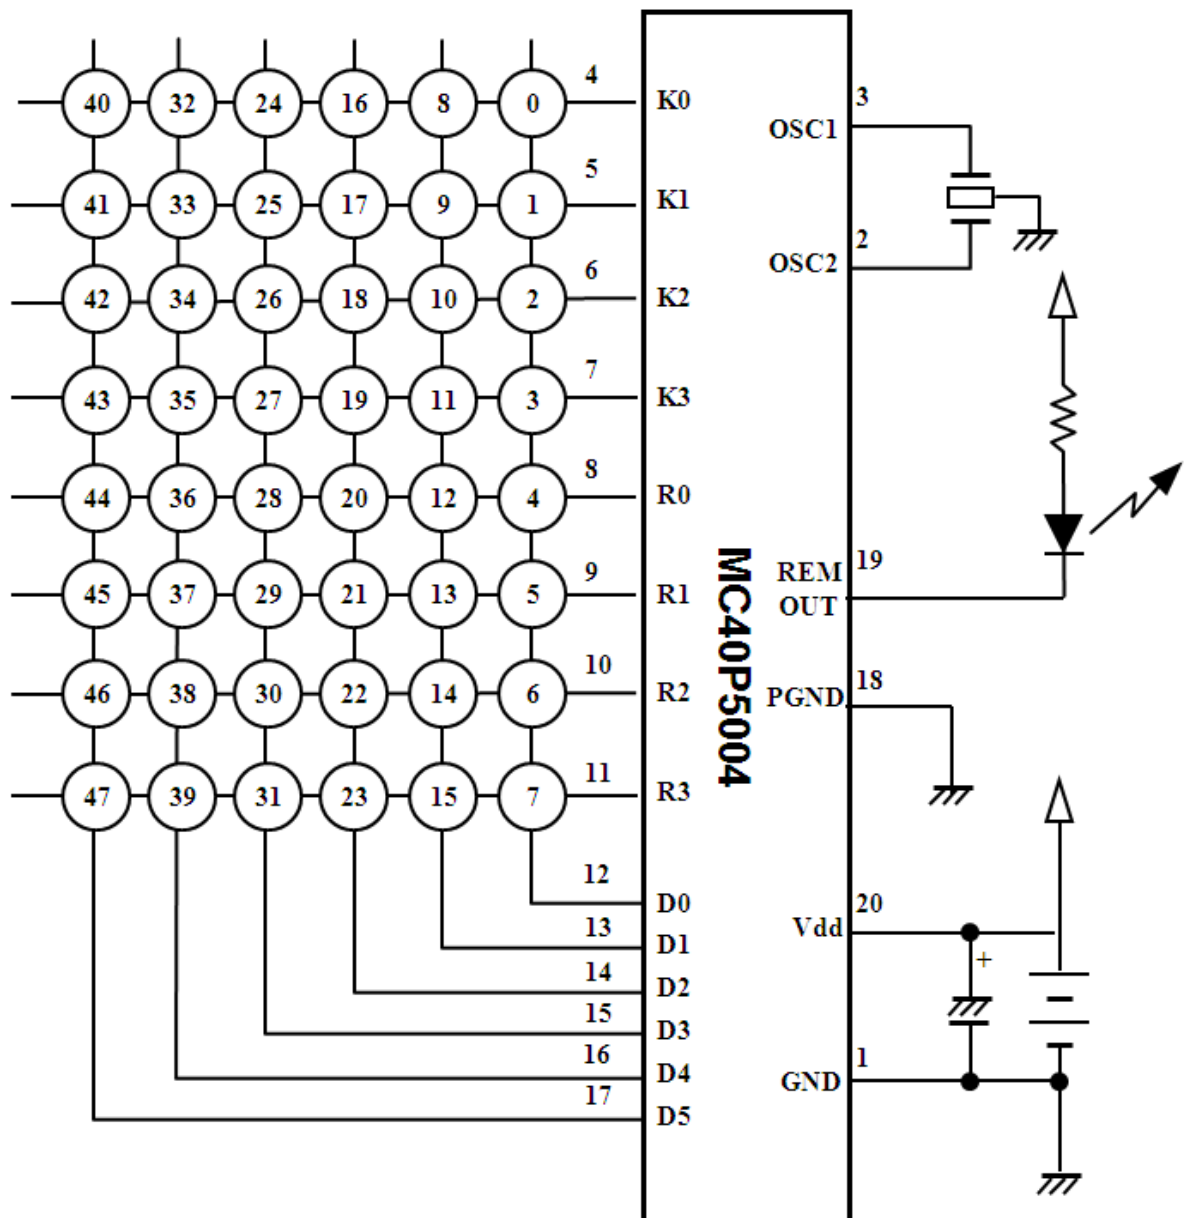 4
40 32 24 16 8 0 K0
3
OSC1
5
41 33 25 17 9 1 K1
2
OSC2
6
42 34 26 18 10 2 K2
7
43 35 27 19 11 3 K3
8
44 36 28 20 12 4 R0
9
45 37 29 21 13 5 R1
19
REM
OUT
MC40P5004
10
46 38 30 22 14 6 R2
18
PGND
11
47 39 31 23 15 7 R3
12
D0
13
D1
14
D2
15
D3
16
D4
17
D5
20
Vdd
+
1
GND